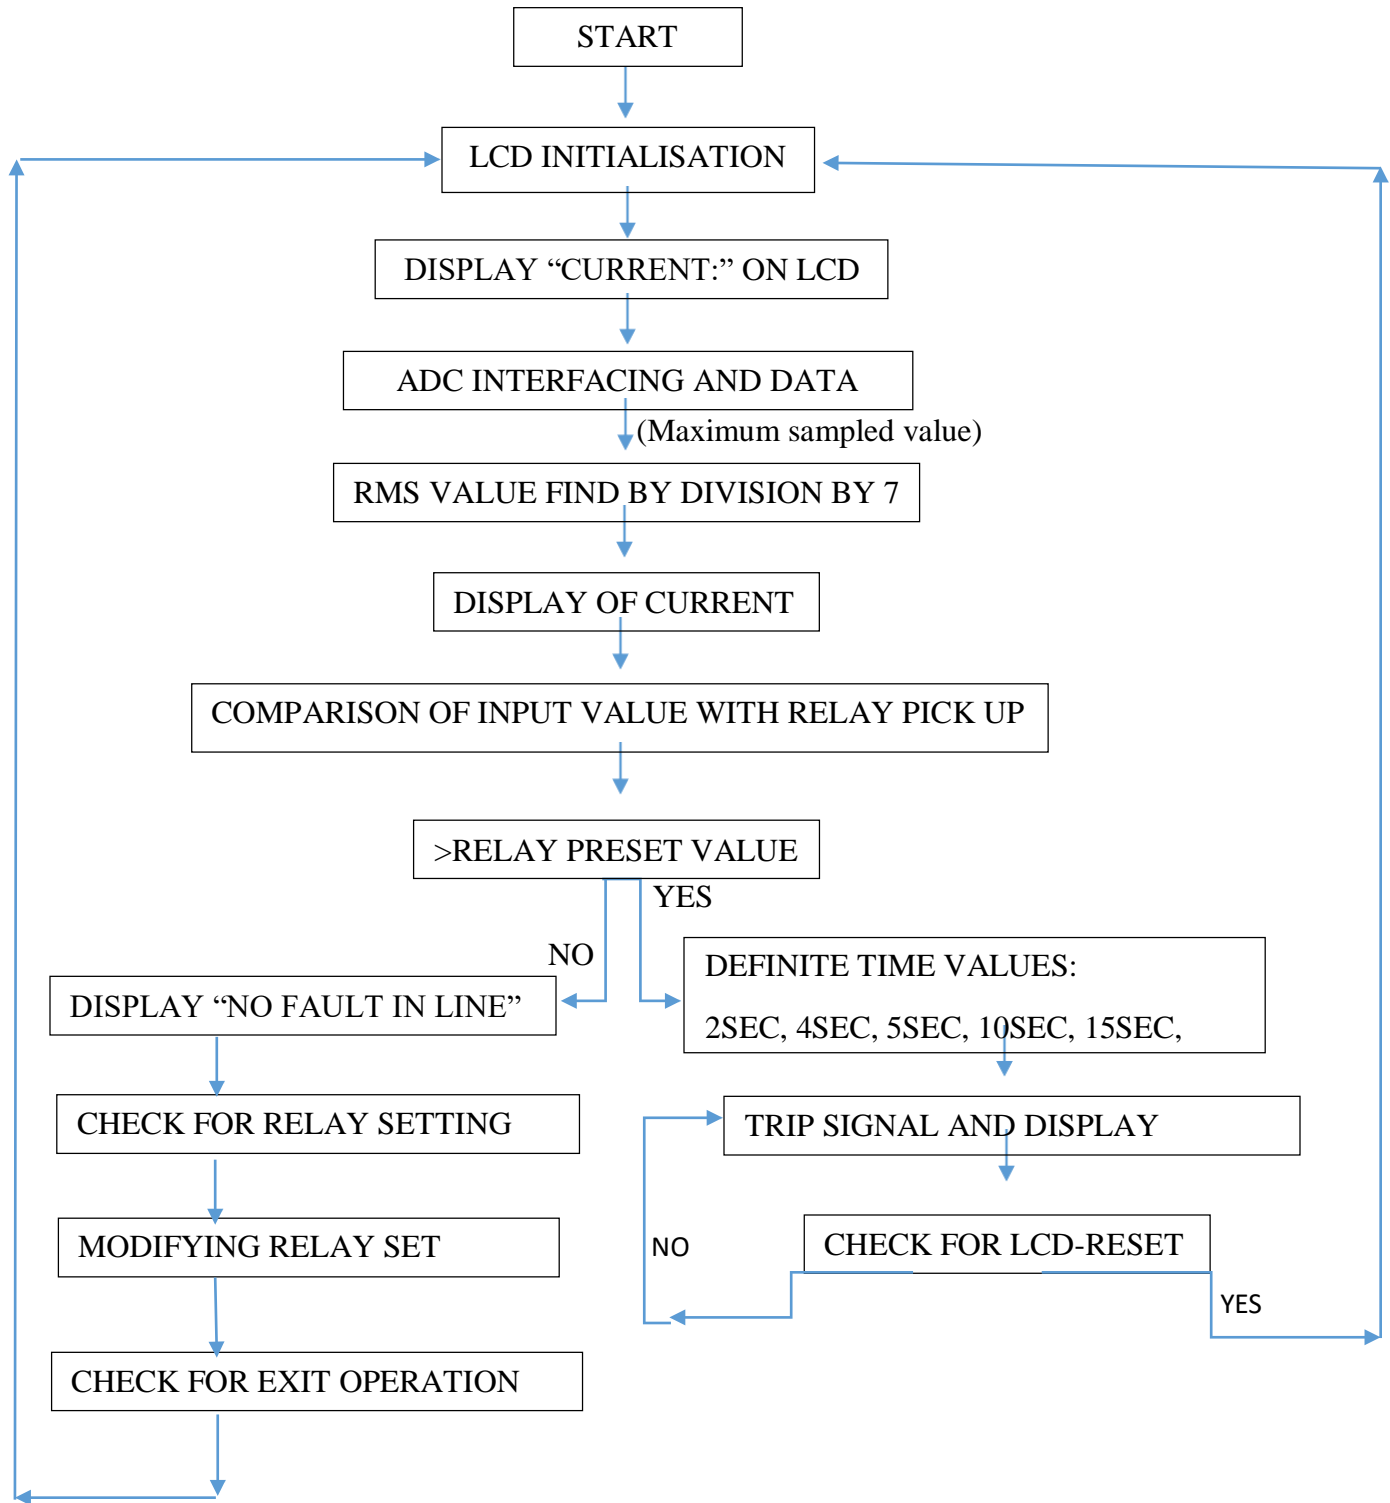 START
LCD INITIALISATION
DISPLAY “CURRENT:” ON LCD
ADC INTERFACING AND DATA
(Maximum sampled value)
RMS VALUE FIND BY DIVISION BY 7
DISPLAY OF CURRENT
COMPARISON OF INPUT VALUE WITH RELAY PICK UP
>RELAY PRESET VALUE
YES
NO
DEFINITE TIME VALUES:
2SEC, 4SEC, 5SEC, 10SEC, 15SEC,
DISPLAY “NO FAULT IN LINE”
CHECK FOR RELAY SETTING
TRIP SIGNAL AND DISPLAY
MODIFYING RELAY SET
NO
CHECK FOR LCD-RESET
YES
CHECK FOR EXIT OPERATION